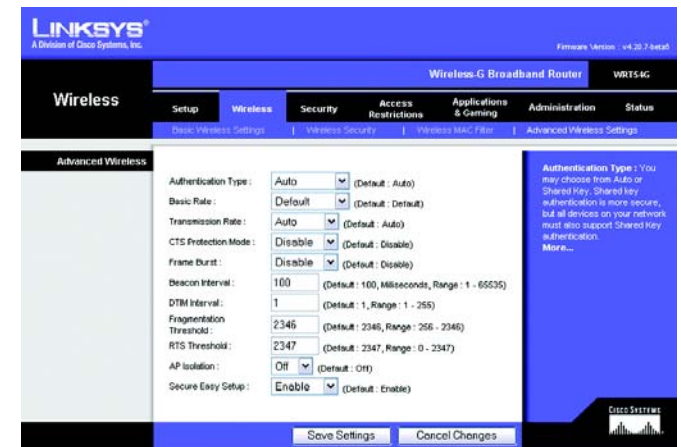 LINKSYS®
A Division of Cisco Systems, Inc.
Firmware Version : v4.20.7-beta5
Wireless-G Broadband Router WRT54G
Wireless
Setup Wireless Security Access Restrictions Applications & Gaming Administration Status
Basic Wireless Settings | Wireless Security | Wireless MAC Filter | Advanced Wireless Settings
Advanced Wireless
Authentication Type : Auto (Default : Auto)
Basic Rate : Default (Default : Default)
Transmission Rate : Auto (Default : Auto)
CTS Protection Mode : Disable (Default : Disable)
Frame Burst : Disable (Default : Disable)
Beacon Interval : 100 (Default : 100, Miliseconds, Range : 1 - 65535)
DTIM Interval : 1 (Default : 1, Range : 1 - 255)
Fragmentation Threshold : 2346 (Default : 2346, Range : 256 - 2346)
RTS Threshold : 2347 (Default : 2347, Range : 0 - 2347)
AP Isolation : Off (Default : Off)
Secure Easy Setup : Enable (Default : Enable)
Authentication Type : You
may choose from Auto or
Shared Key. Shared key
authentication is more secure,
but all devices on your network
must also support Shared Key
authentication.
More...
Save Settings Cancel Changes
CISCO SYSTEMS